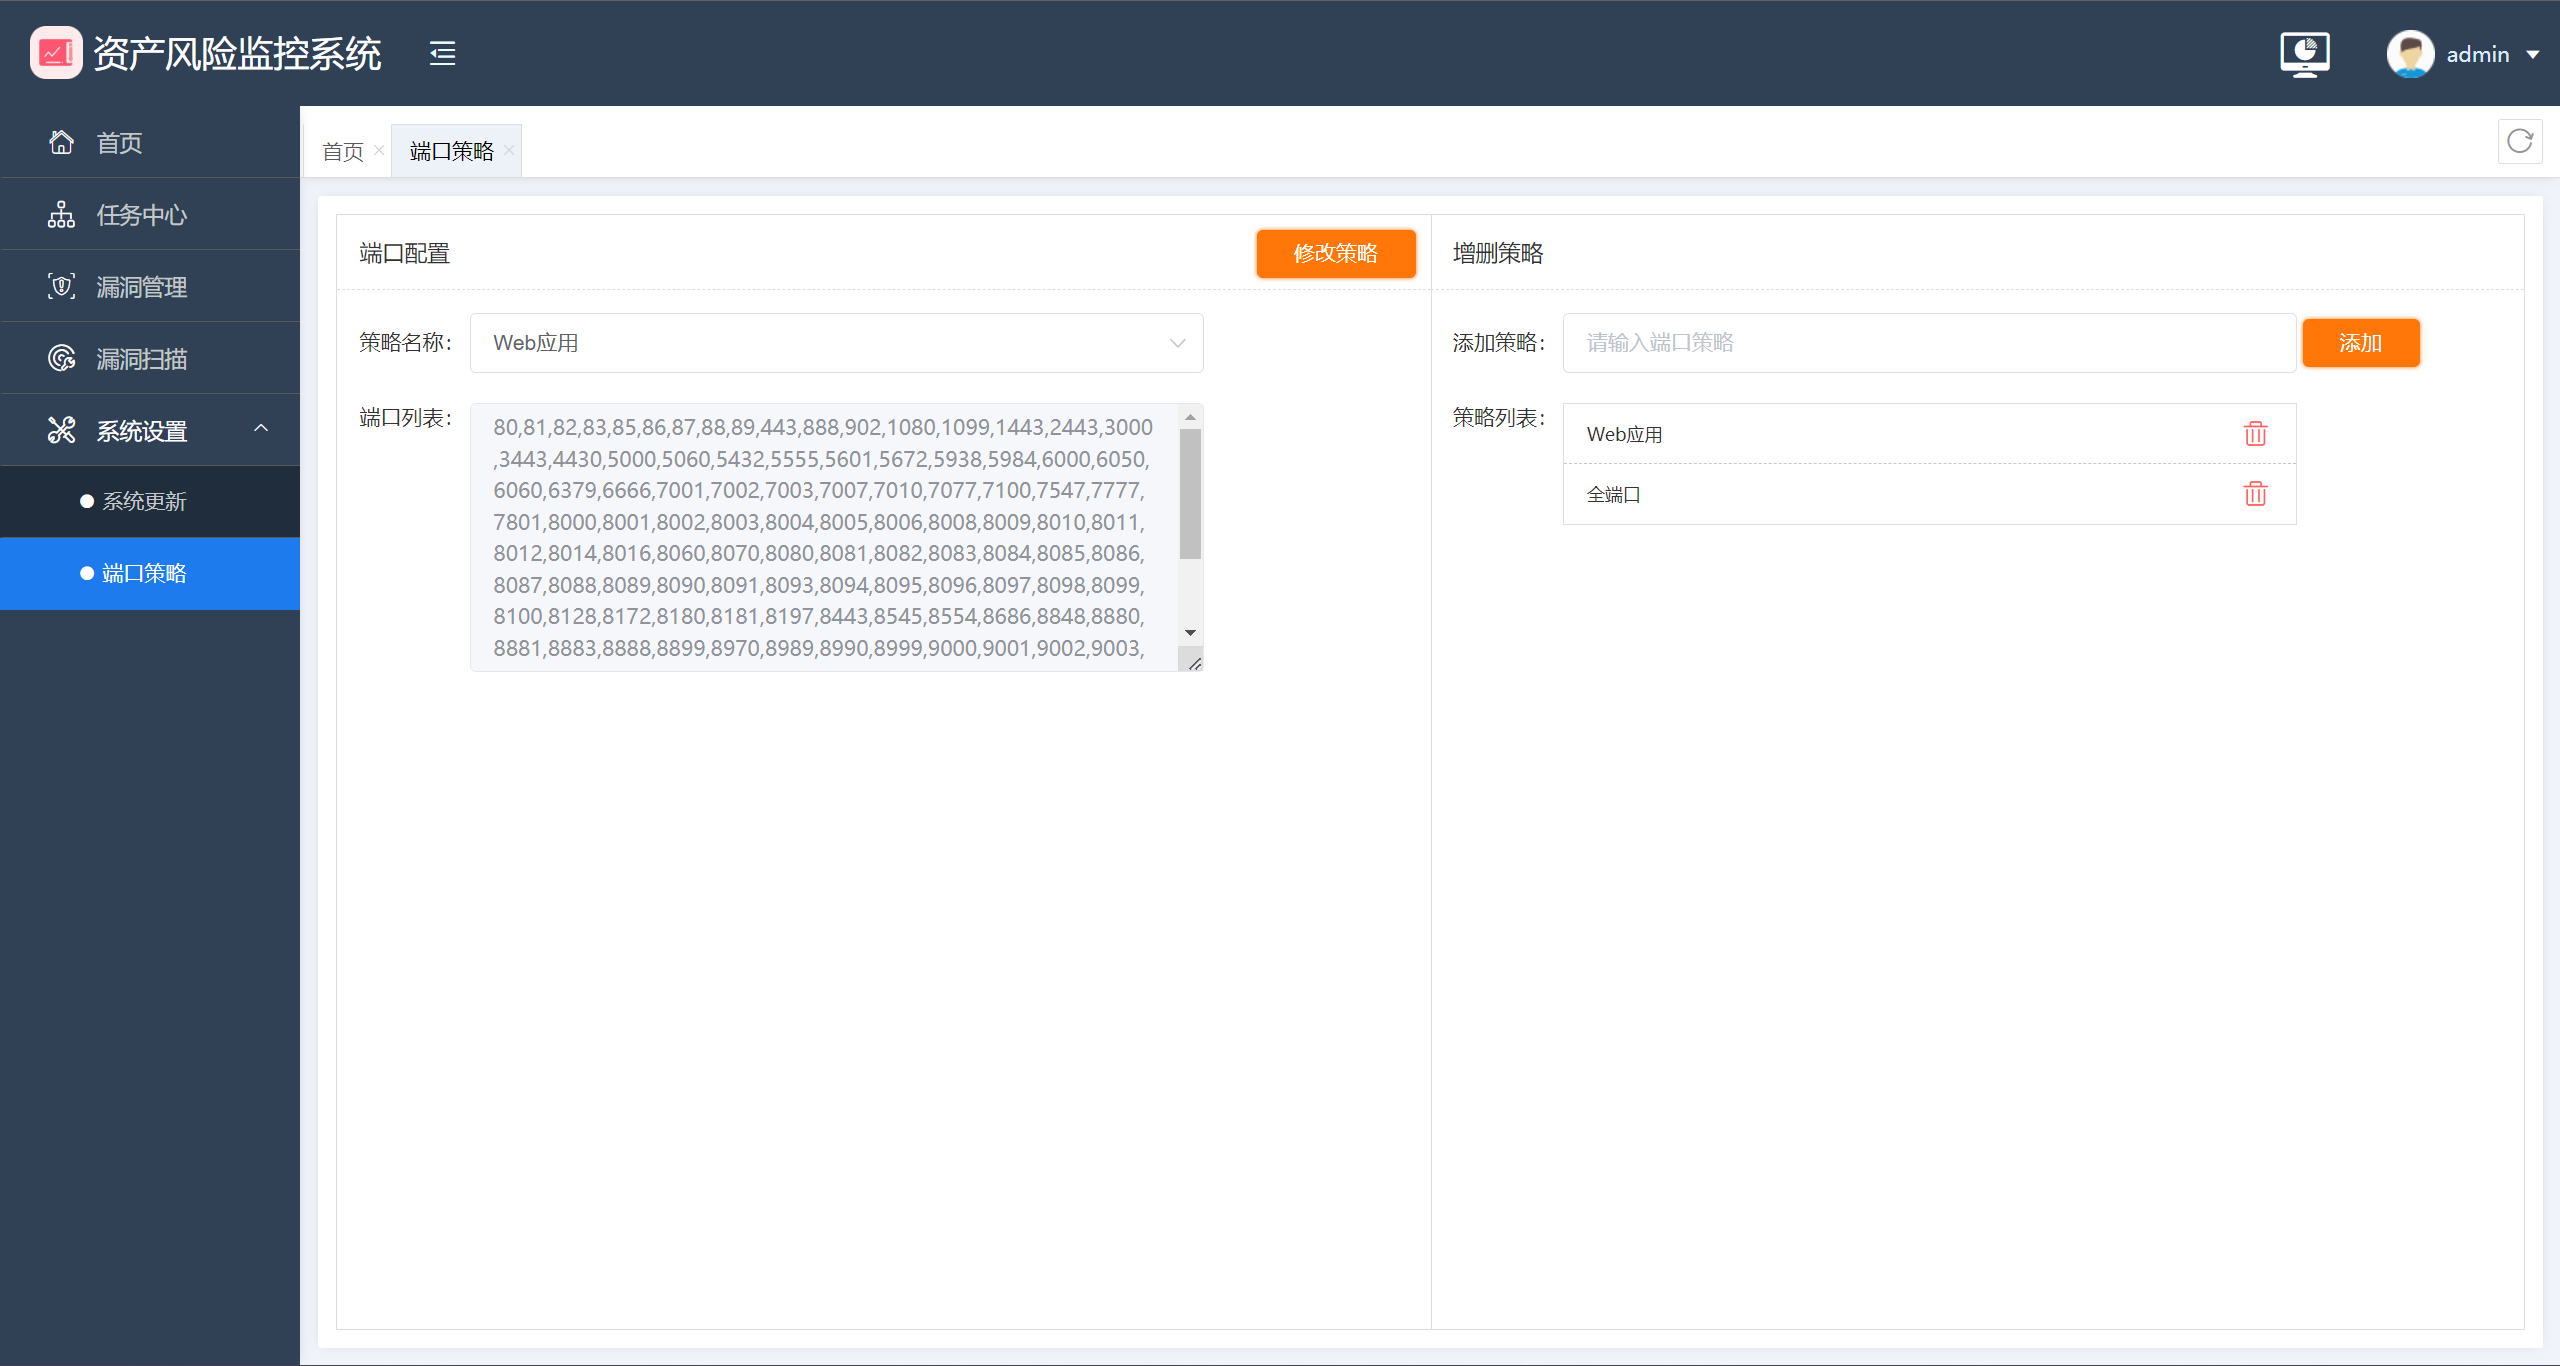 资产风险监控系统
admin
首页
任务中心
漏洞管理
漏洞扫描
系统设置
系统更新
端口策略
首页
端口策略
端口配置
修改策略
策略名称：
Web应用
端口列表：
80,81,82,83,85,86,87,88,89,443,888,902,1080,1099,1443,2443,3000
,3443,4430,5000,5060,5432,5555,5601,5672,5938,5984,6000,6050,
6060,6379,6666,7001,7002,7003,7007,7010,7077,7100,7547,7777,
7801,8000,8001,8002,8003,8004,8005,8006,8008,8009,8010,8011,
8012,8014,8016,8060,8070,8080,8081,8082,8083,8084,8085,8086,
8087,8088,8089,8090,8091,8093,8094,8095,8096,8097,8098,8099,
8100,8128,8172,8180,8181,8197,8443,8545,8554,8686,8848,8880,
8881,8883,8888,8899,8970,8989,8990,8999,9000,9001,9002,9003,
增删策略
添加策略：
请输入端口策略
添加
策略列表：
Web应用
全端口